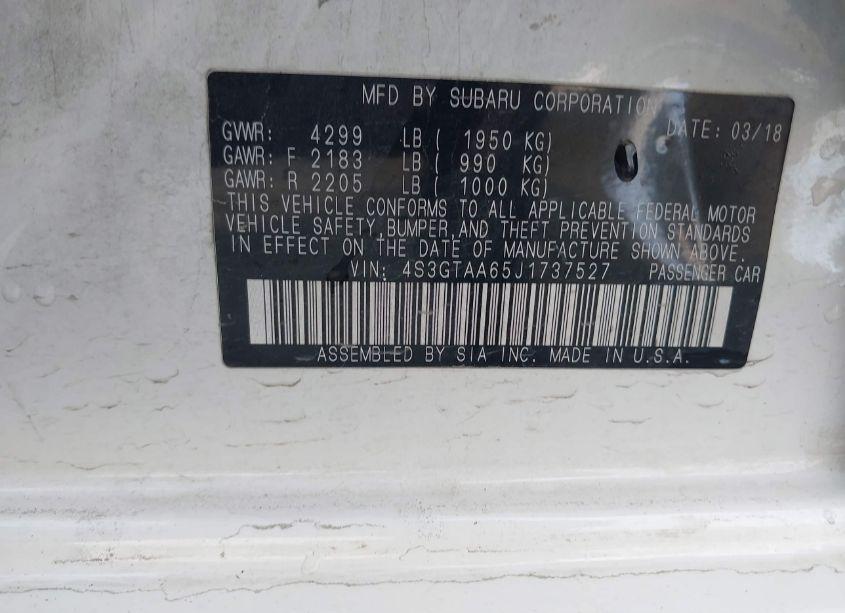 MFD BY SUBARU CORPORATION
DATE: 03/18
GVWR: 4299 LB ( 1950 KG)
GAWR: F 2183 LB ( 990 KG)
GAWR: R 2205 LB ( 1000 KG)
THIS VEHICLE CONFORMS TO ALL APPLICABLE FEDERAL MOTOR
VEHICLE SAFETY,BUMPER,AND THEFT PREVENTION STANDARDS
IN EFFECT ON THE DATE OF MANUFACTURE SHOWN ABOVE.
VIN: 4S3GTAA65J1737527 PASSENGER CAR
ASSEMBLED BY SIA INC. MADE IN U.S.A.